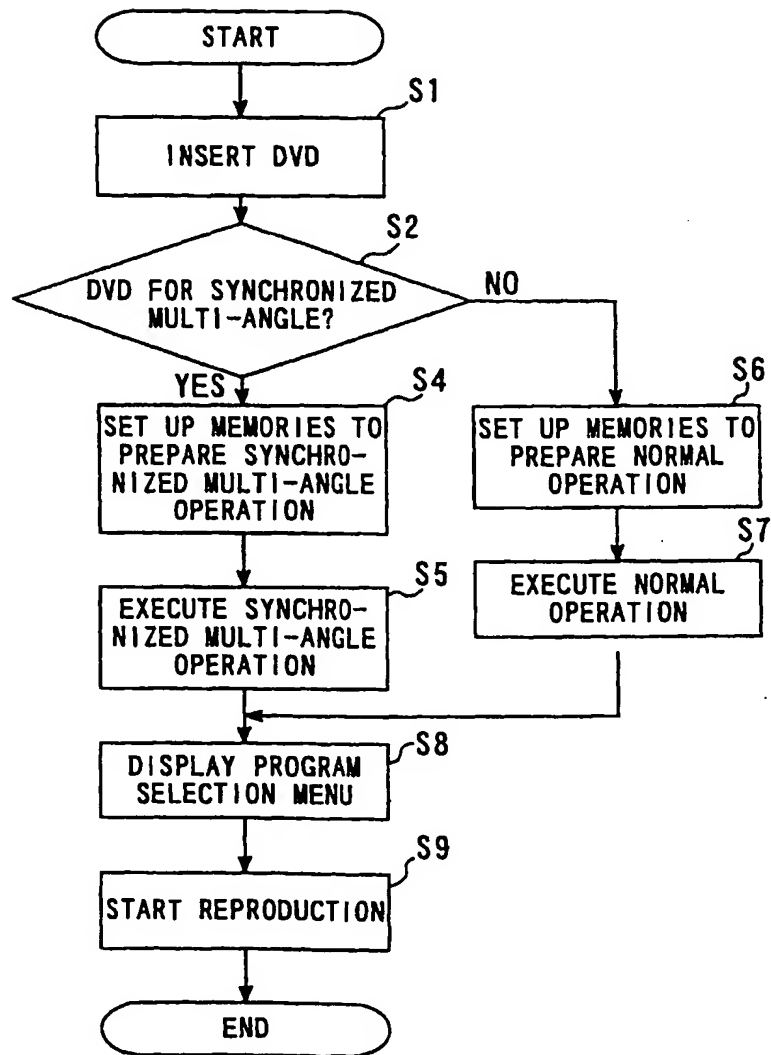 START
S1
INSERT DVD
S2
DVD FOR SYNCHRONIZED
MULTI-ANGLE?
NO
YES
S4
SET UP MEMORIES TO
PREPARE SYNCHRO-
NIZED MULTI-ANGLE
OPERATION
S6
SET UP MEMORIES TO
PREPARE NORMAL
OPERATION
S5
EXECUTE SYNCHRO-
NIZED MULTI-ANGLE
OPERATION
S7
EXECUTE NORMAL
OPERATION
S8
DISPLAY PROGRAM
SELECTION MENU
S9
START REPRODUCTION
END